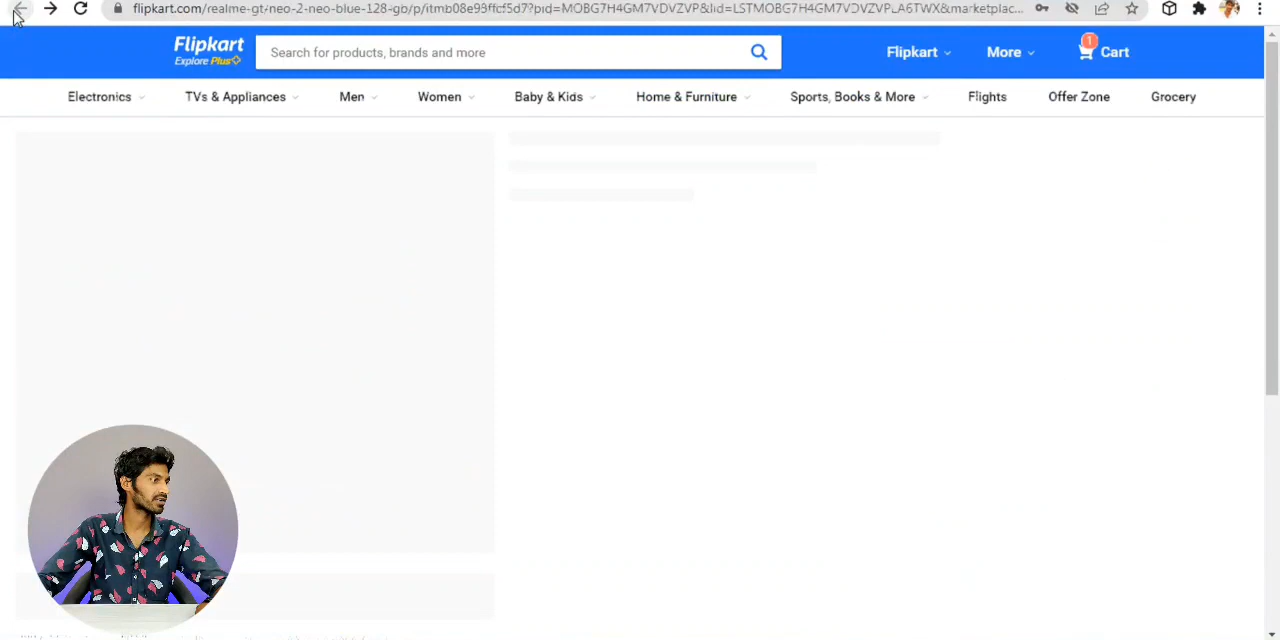 flipkart.com/realme-gt-neo-2-neo-blue-128-gb/p/itmb08e98ffcf5d7?pid=MOBG7H4GM7VDVZVP&lid=LSTMOBG7H4GM7VDVZVPLA6TWX&marketplac...
Flipkart
Explore Plus
Search for products, brands and more
Flipkart
More
1
Cart
Electronics
TVs & Appliances
Men
Women
Baby & Kids
Home & Furniture
Sports, Books & More
Flights
Offer Zone
Grocery